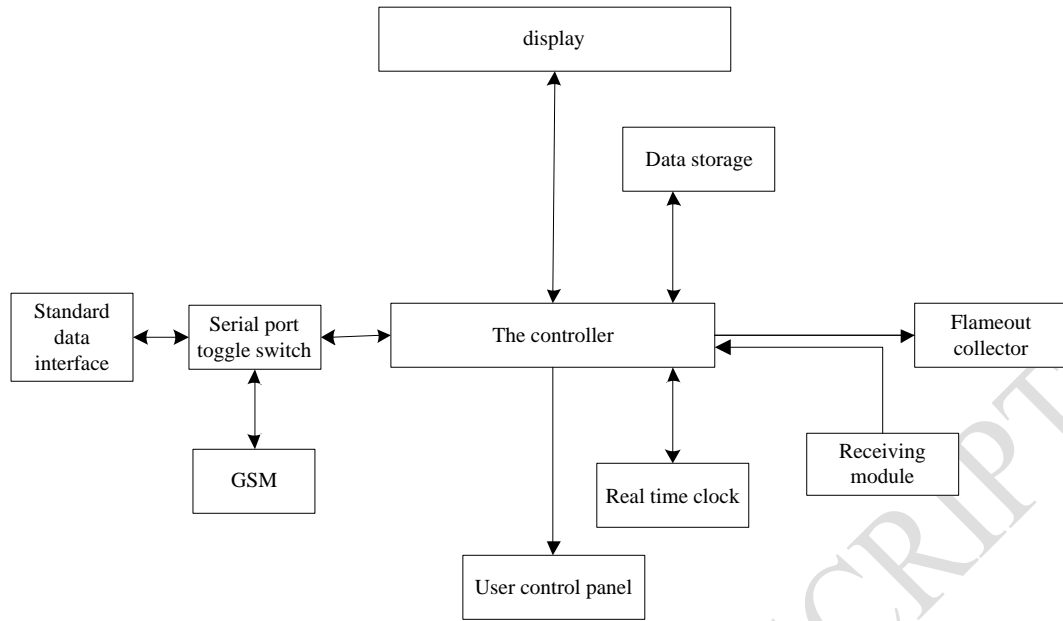 display
Data storage
Standard
data
interface
Serial port
toggle switch
The controller
Flameout
collector
GSM
Real time clock
Receiving
module
User control panel
CRIPT